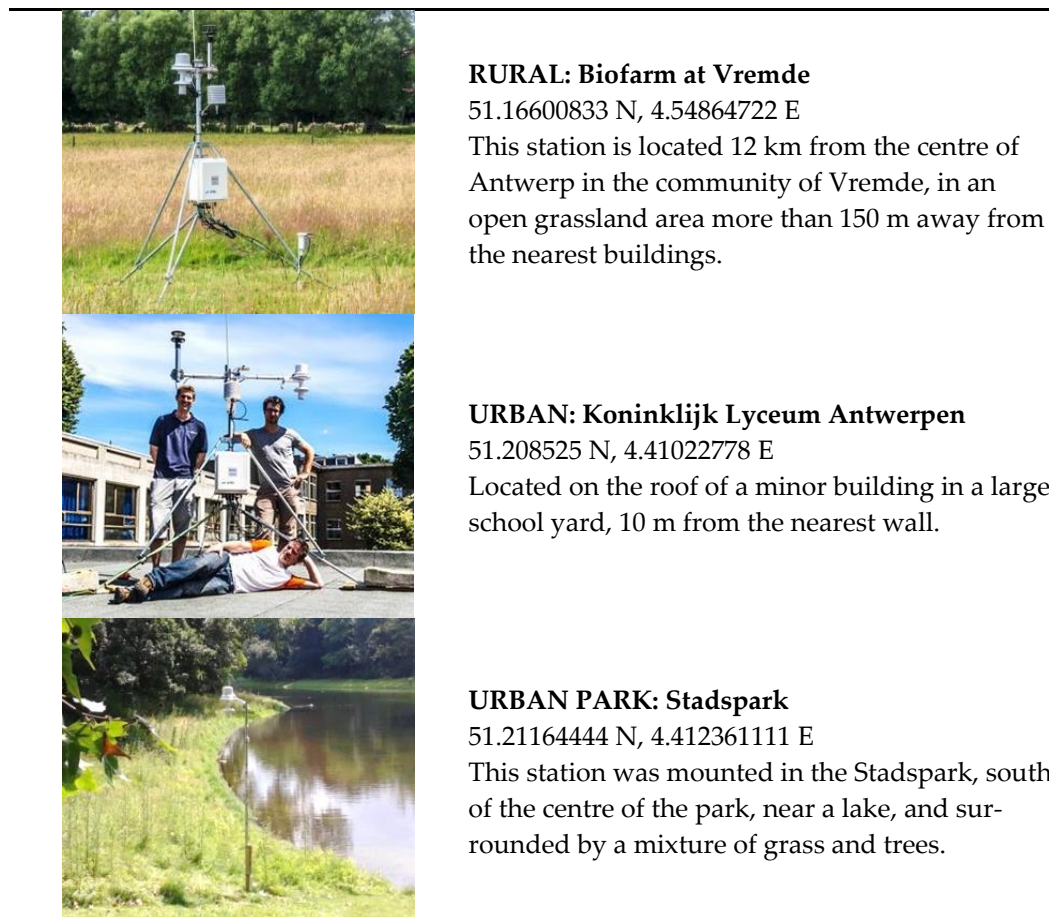 RURAL: Biofarm at Vremde
51.16600833 N, 4.54864722 E
This station is located 12 km from the centre of
Antwerp in the community of Vremde, in an
open grassland area more than 150 m away from
the nearest buildings.
URBAN: Koninklijk Lyceum Antwerpen
51.208525 N, 4.41022778 E
Located on the roof of a minor building in a large
school yard, 10 m from the nearest wall.
URBAN PARK: Stadspark
51.21164444 N, 4.412361111 E
This station was mounted in the Stadspark, south
of the centre of the park, near a lake, and sur-
rounded by a mixture of grass and trees.